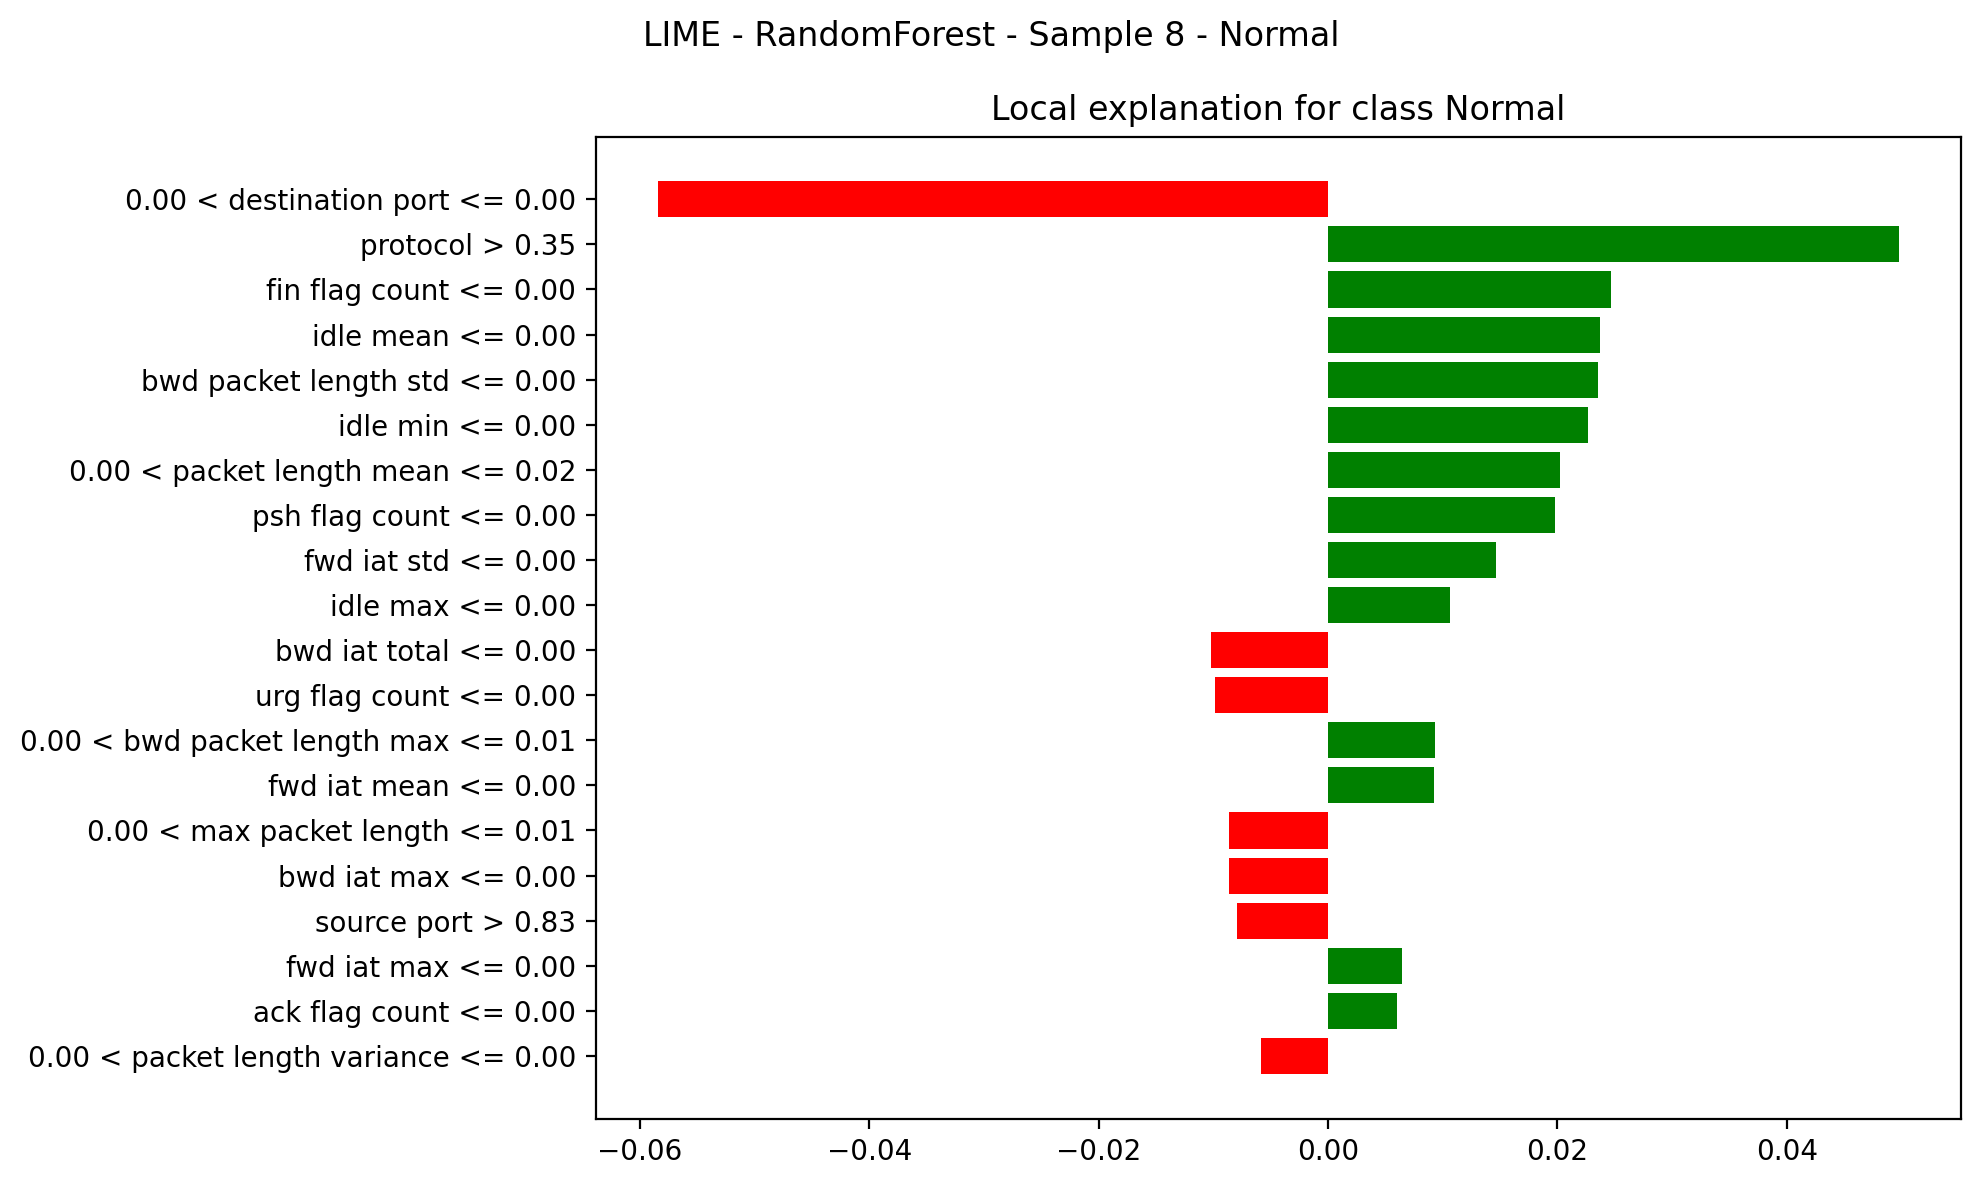 LIME - RandomForest - Sample 8 - Normal
Local explanation for class Normal
0.00 < destination port <= 0.00
protocol > 0.35
fin flag count <= 0.00
idle mean <= 0.00
bwd packet length std <= 0.00
idle min <= 0.00
0.00 < packet length mean <= 0.02
psh flag count <= 0.00
fwd iat std <= 0.00
idle max <= 0.00
bwd iat total <= 0.00
urg flag count <= 0.00
0.00 < bwd packet length max <= 0.01
fwd iat mean <= 0.00
0.00 < max packet length <= 0.01
bwd iat max <= 0.00
source port > 0.83
fwd iat max <= 0.00
ack flag count <= 0.00
0.00 < packet length variance <= 0.00
−0.06 −0.04 −0.02 0.00 0.02 0.04